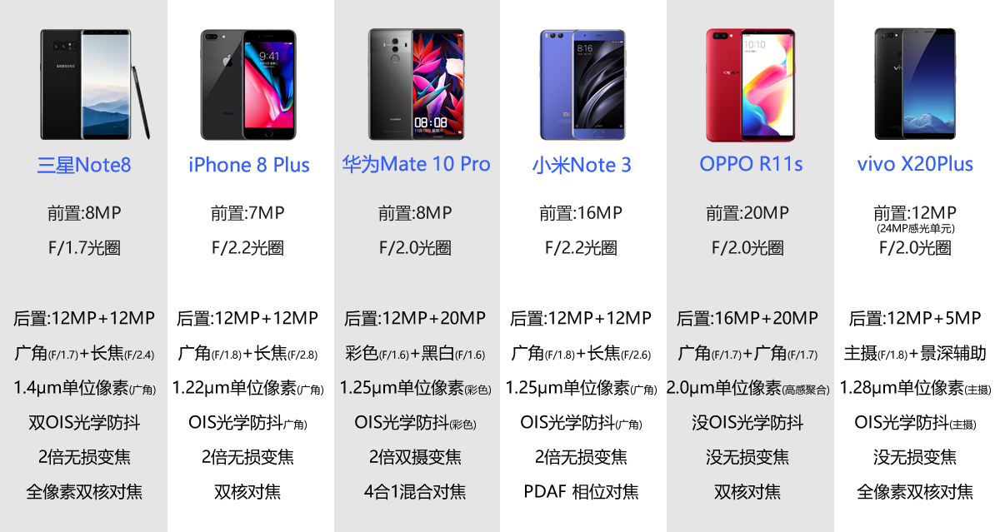 SAMSUNG
iPhone
9:41
HUAWEI
08:08
8:16
MI
10:10
OPPO
三星Note8
前置:8MP
F/1.7光圈
后置:12MP+12MP
广角(F/1.7)+长焦(F/2.4)
1.4μm单位像素(广角)
双OIS光学防抖
2倍无损变焦
全像素双核对焦
iPhone 8 Plus
前置:7MP
F/2.2光圈
后置:12MP+12MP
广角(F/1.8)+长焦(F/2.8)
1.22μm单位像素(广角)
OIS光学防抖广角)
2倍无损变焦
双核对焦
华为Mate 10 Pro
前置:8MP
F/2.0光圈
后置:12MP+20MP
彩色(F/1.6)+黑白(F/1.6)
1.25μm单位像素(彩色)
OIS光学防抖(彩色)
2倍双摄变焦
4合1混合对焦
小米Note 3
前置:16MP
F/2.2光圈
后置:12MP+12MP
广角(F/1.8)+长焦(F/2.6)
1.25μm单位像素(广角)
OIS光学防抖(广角)
2倍无损变焦
PDAF 相位对焦
OPPO R11s
前置:20MP
F/2.0光圈
后置:16MP+20MP
广角(F/1.7)+广角(F/1.7)
2.0μm单位像素(高感聚合)
没OIS光学防抖
没无损变焦
双核对焦
vivo X20Plus
前置:12MP
(24MP感光单元)
F/2.0光圈
后置:12MP+5MP
主摄(F/1.8)+景深辅助
1.28μm单位像素(主摄)
OIS光学防抖(主摄)
没无损变焦
全像素双核对焦